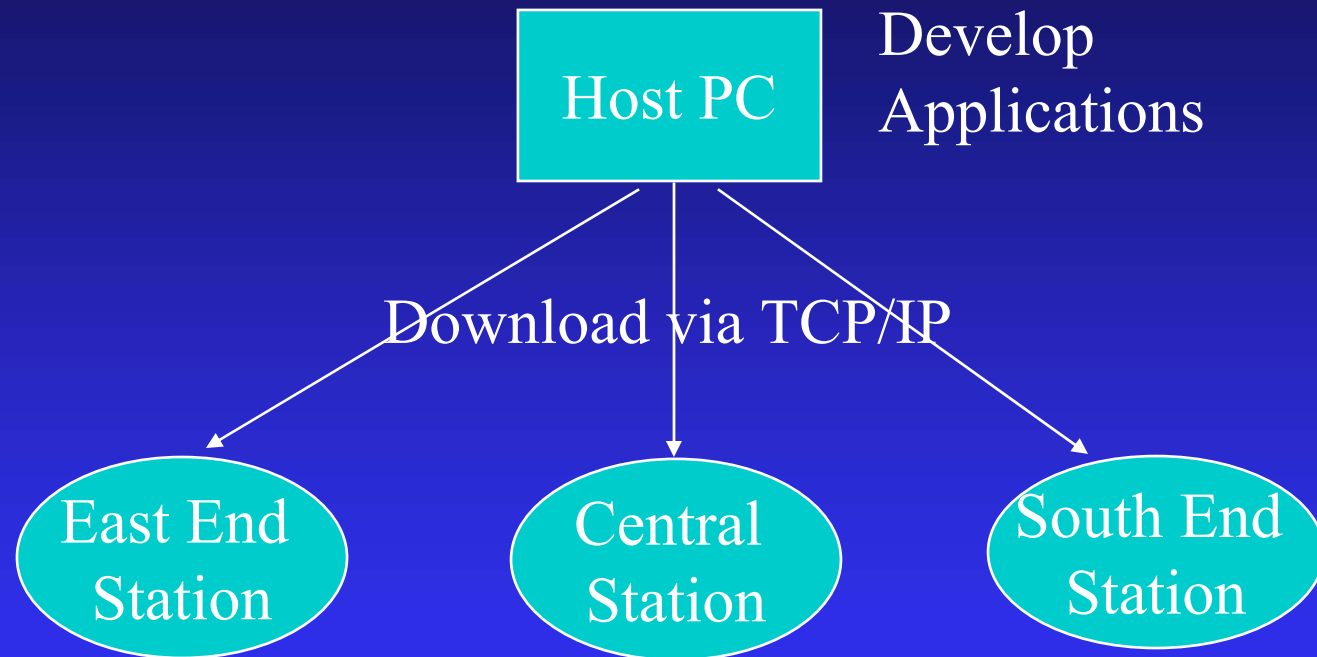 Host PC
Develop
Applications
Download via TCP/IP
East End
Station
Central
Station
South End
Station